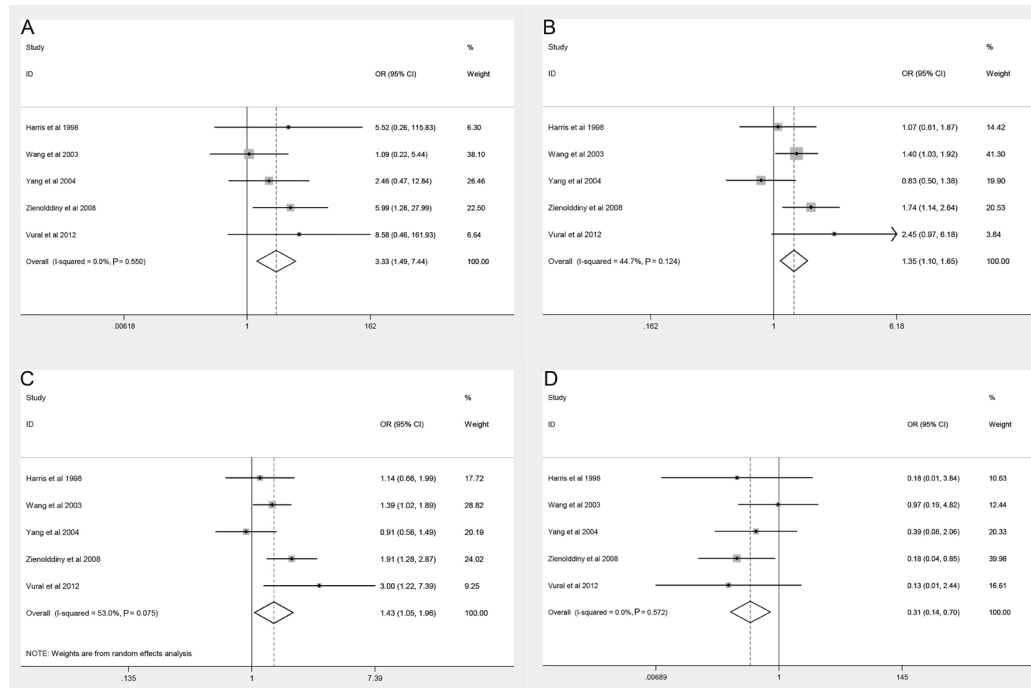 A
Study %
ID OR (95% CI) Weight
Harris et al 1998 5.52 (0.26, 115.83) 6.30
Wang et al 2003 1.09 (0.22, 5.44) 38.10
Yang et al 2004 2.46 (0.47, 12.84) 26.46
Zienolddiny et al 2008 5.99 (1.28, 27.99) 22.50
Vural et al 2012 8.58 (0.46, 161.93) 6.64
Overall (I-squared = 0.0%, P = 0.550) 3.33 (1.49, 7.44) 100.00
.00618 1 162
B
Study %
ID OR (95% CI) Weight
Harris et al 1998 1.07 (0.61, 1.87) 14.42
Wang et al 2003 1.40 (1.03, 1.92) 41.30
Yang et al 2004 0.83 (0.50, 1.38) 19.90
Zienolddiny et al 2008 1.74 (1.14, 2.64) 20.53
Vural et al 2012 2.45 (0.97, 6.18) 3.84
Overall (I-squared = 44.7%, P = 0.124) 1.35 (1.10, 1.65) 100.00
.162 1 6.18
C
Study %
ID OR (95% CI) Weight
Harris et al 1998 1.14 (0.66, 1.99) 17.72
Wang et al 2003 1.39 (1.02, 1.89) 28.82
Yang et al 2004 0.91 (0.56, 1.49) 20.19
Zienolddiny et al 2008 1.91 (1.28, 2.87) 24.02
Vural et al 2012 3.00 (1.22, 7.39) 9.25
Overall (I-squared = 53.0%, P = 0.075) 1.43 (1.05, 1.96) 100.00
NOTE: Weights are from random effects analysis
.135 1 7.39
D
Study %
ID OR (95% CI) Weight
Harris et al 1998 0.18 (0.01, 3.84) 10.63
Wang et al 2003 0.97 (0.19, 4.82) 12.44
Yang et al 2004 0.39 (0.08, 2.06) 20.33
Zienolddiny et al 2008 0.18 (0.04, 0.85) 39.98
Vural et al 2012 0.13 (0.01, 2.44) 16.61
Overall (I-squared = 0.0%, P = 0.572) 0.31 (0.14, 0.70) 100.00
.00689 1 145